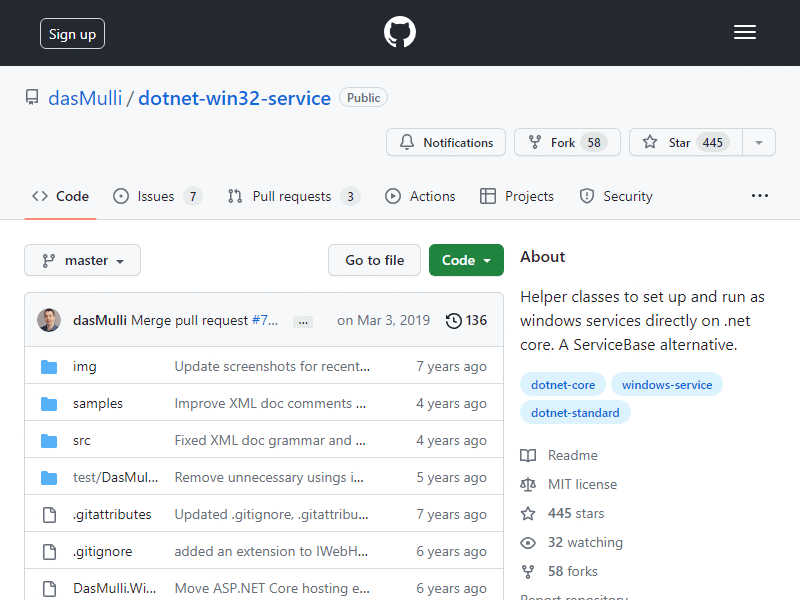 Sign up
dasMulli / dotnet-win32-service Public
Notifications Fork 58 Star 445
Code Issues 7 Pull requests 3 Actions Projects Security ...
master Go to file Code
dasMulli Merge pull request #7... ... on Mar 3, 2019 136
img Update screenshots for recent... 7 years ago
samples Improve XML doc comments ... 4 years ago
src Fixed XML doc grammar and ... 4 years ago
test/DasMul... Remove unnecessary usings i... 5 years ago
.gitattributes Updated .gitignore, .gitattribu... 7 years ago
.gitignore added an extension to IWebH... 6 years ago
DasMulli.Wi... Move ASP.NET Core hosting e... 6 years ago
About
Helper classes to set up and run as
windows services directly on .net
core. A ServiceBase alternative.
dotnet-core windows-service
dotnet-standard
Readme
MIT license
445 stars
32 watching
58 forks
Report repository